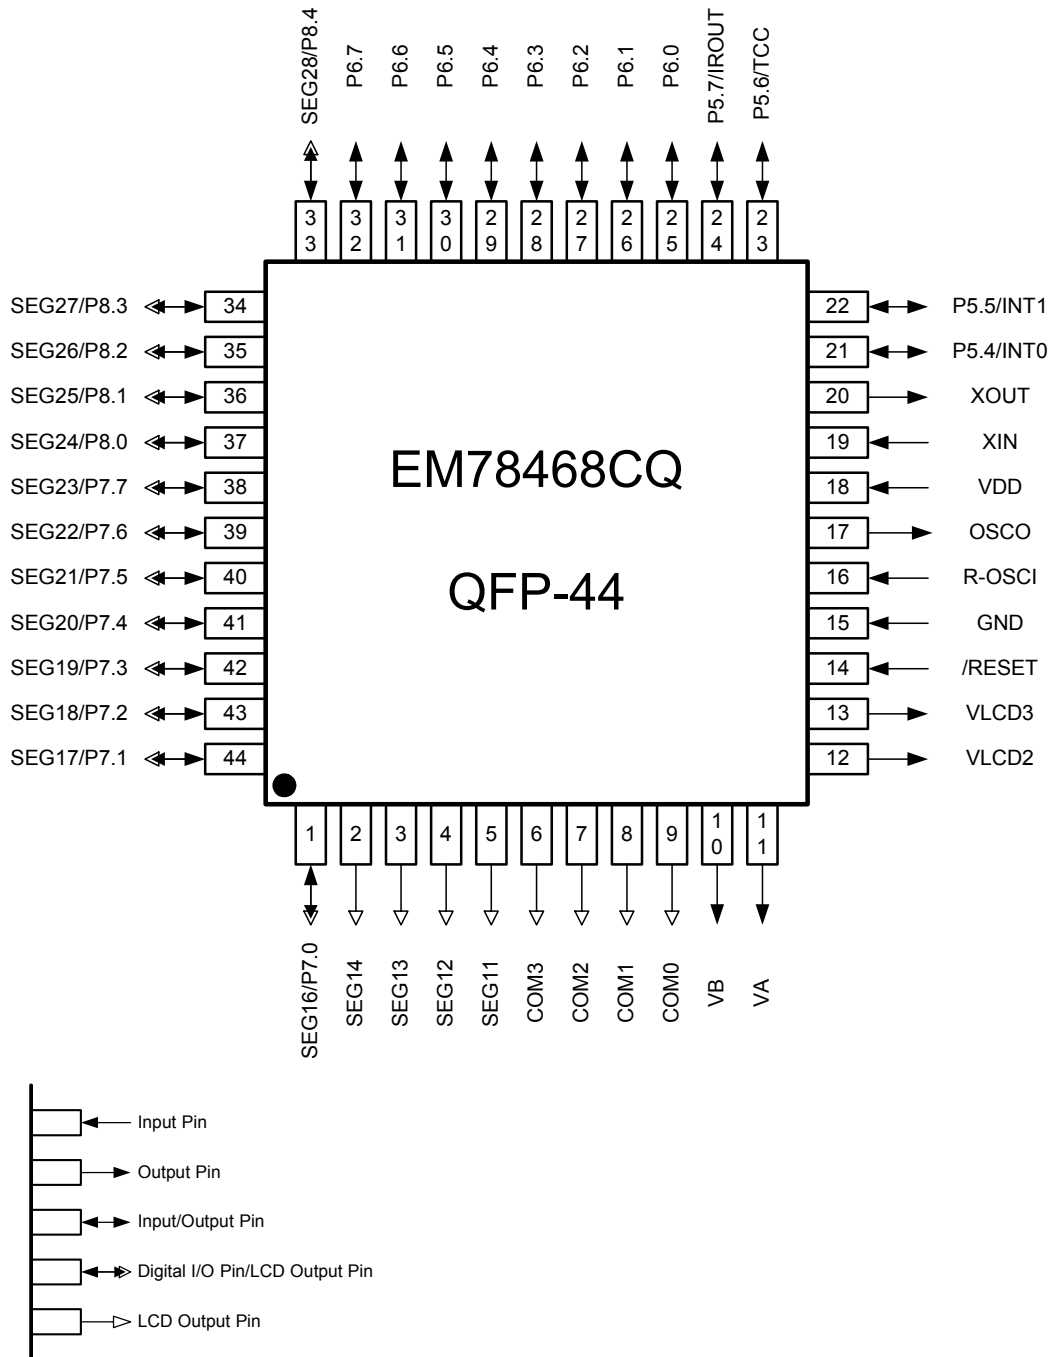 SEG28/P8.4
P6.7
P6.6
P6.5
P6.4
P6.3
P6.2
P6.1
P6.0
P5.7/IROUT
P5.6/TCC
33
32
31
30
29
28
27
26
25
24
23
SEG27/P8.3 34
SEG26/P8.2 35
SEG25/P8.1 36
SEG24/P8.0 37
SEG23/P7.7 38
SEG22/P7.6 39
SEG21/P7.5 40
SEG20/P7.4 41
SEG19/P7.3 42
SEG18/P7.2 43
SEG17/P7.1 44
EM78468CQ
QFP-44
22 P5.5/INT1
21 P5.4/INT0
20 XOUT
19 XIN
18 VDD
17 OSCO
16 R-OSCI
15 GND
14 /RESET
13 VLCD3
12 VLCD2
1
2
3
4
5
6
7
8
9
10
11
SEG16/P7.0
SEG14
SEG13
SEG12
SEG11
COM3
COM2
COM1
COM0
VB
VA
Input Pin
Output Pin
Input/Output Pin
Digital I/O Pin/LCD Output Pin
LCD Output Pin